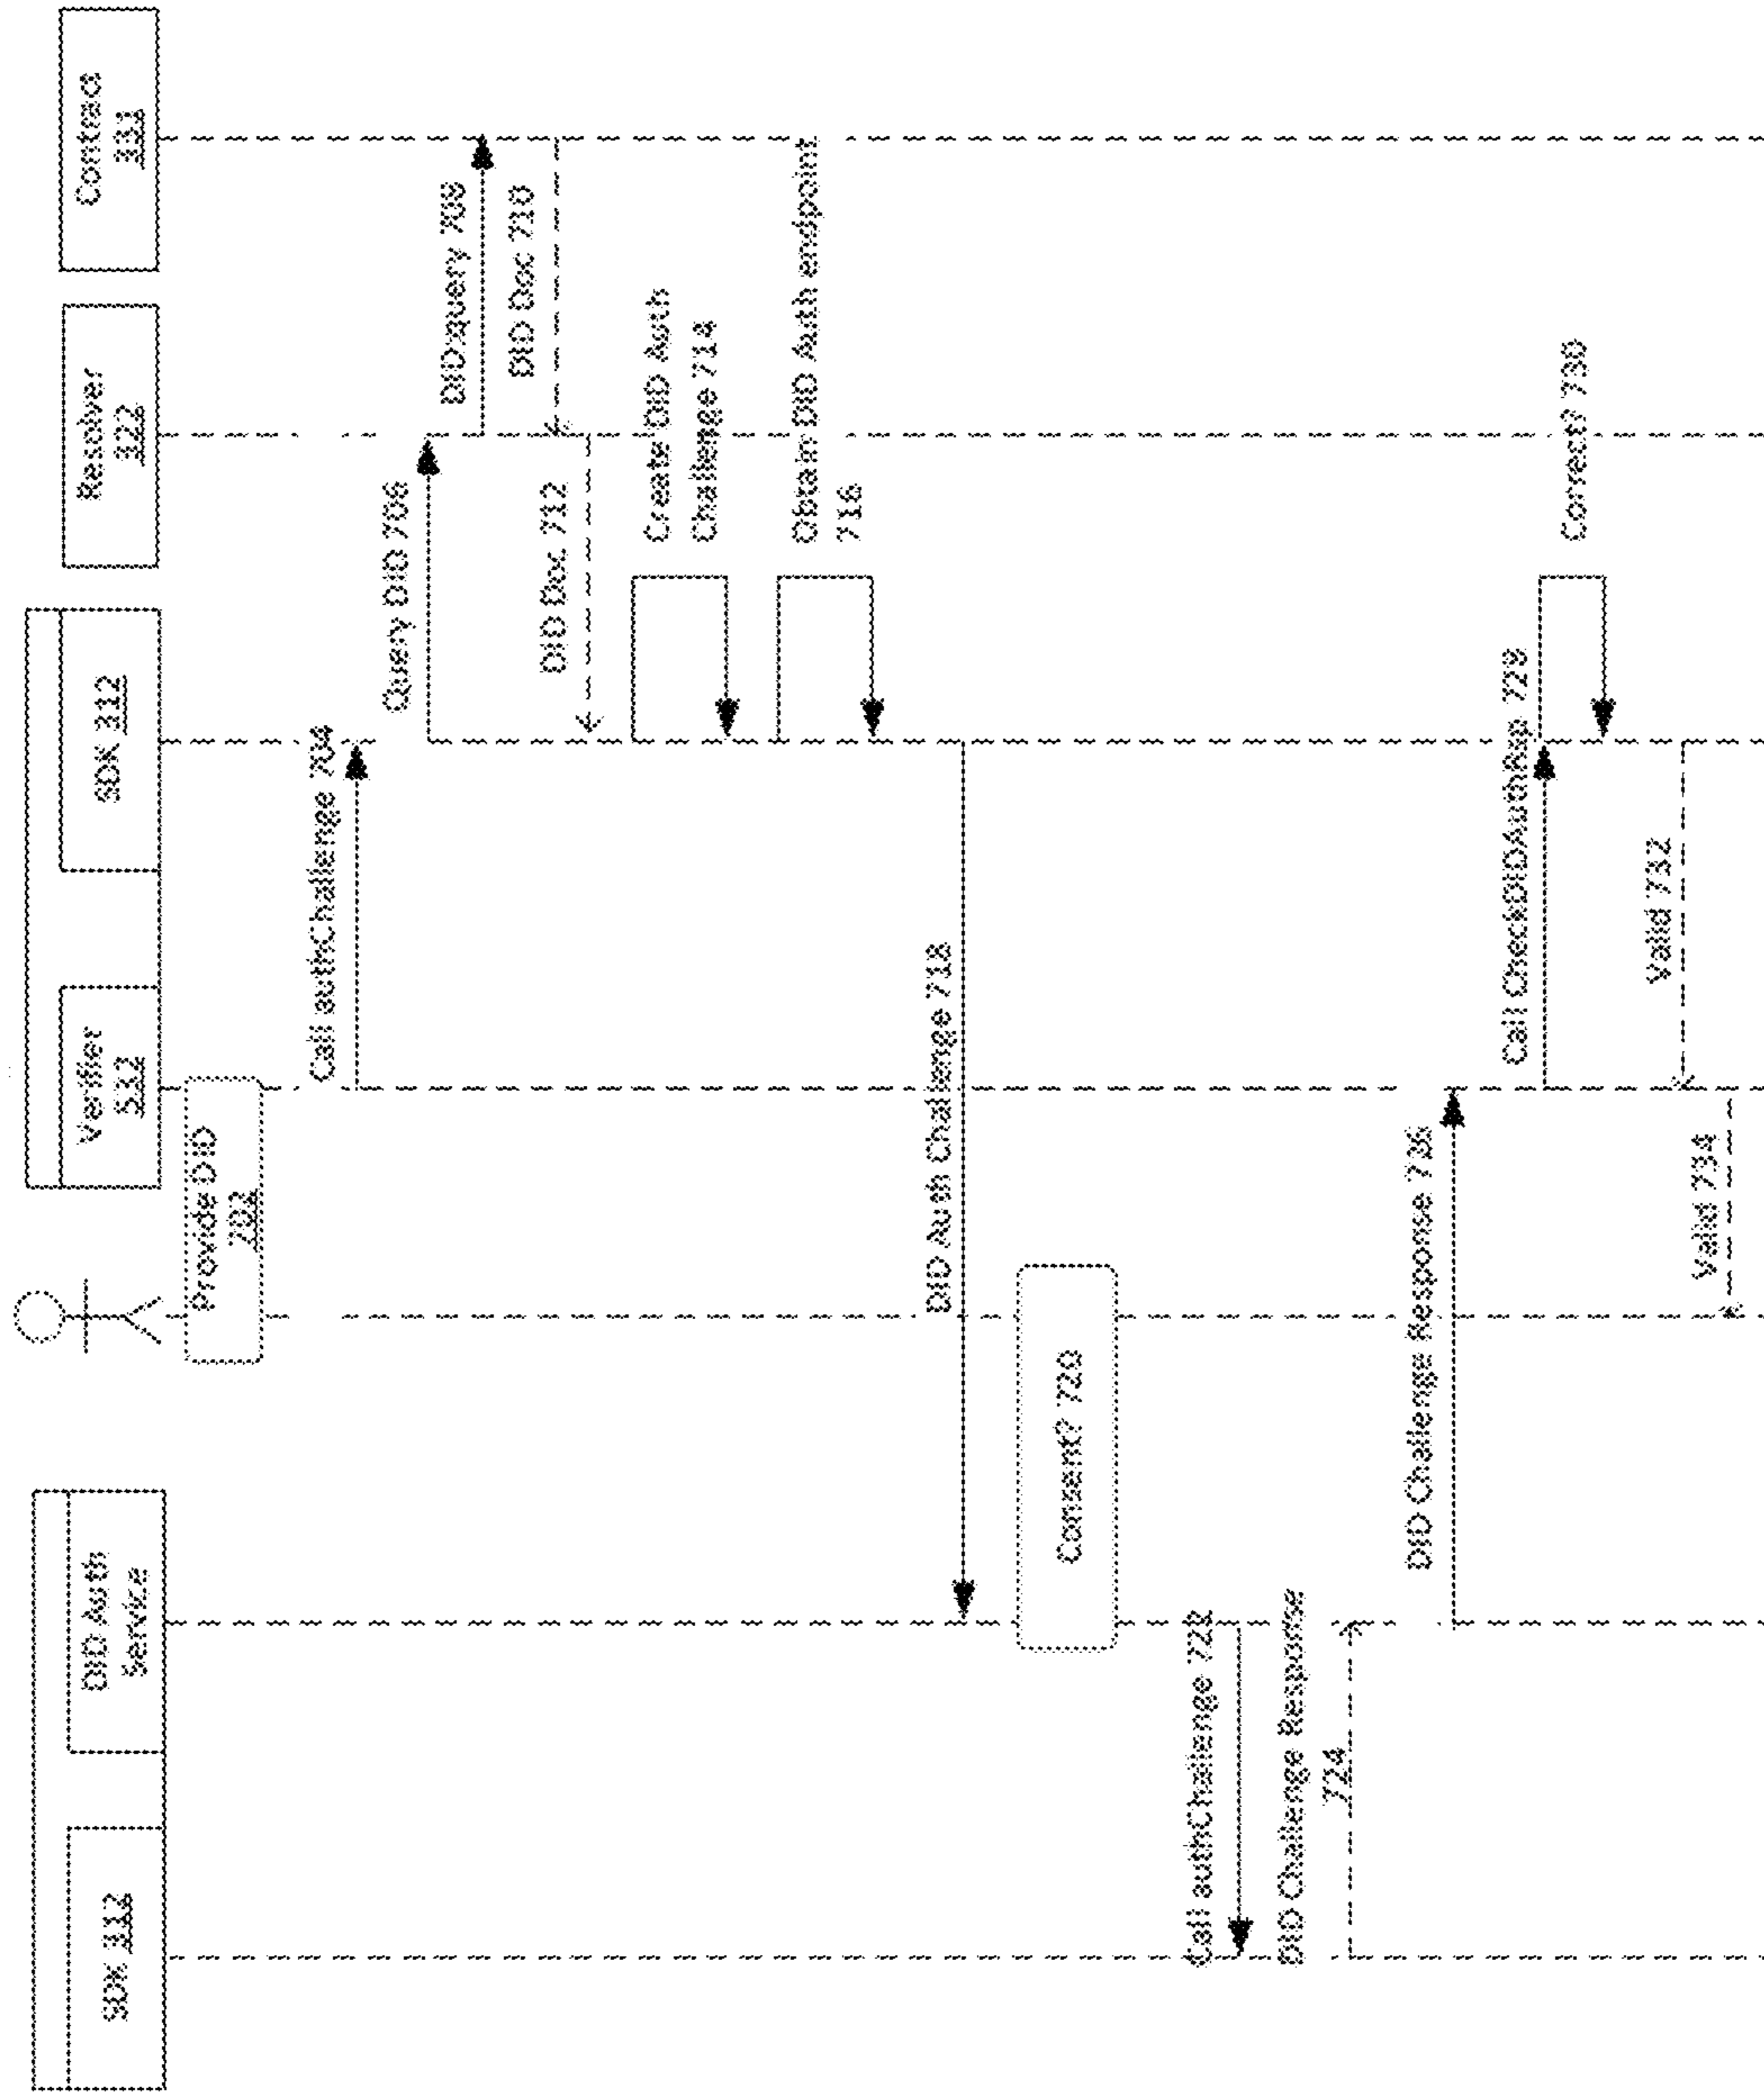 SDK 312
DID Auth
Service
Verifier
532
SDK 312
Resolver
322
Contract
331
Provide DID
702
Call authChallenge 704
Query DID 706
DID query 708
DID Doc 710
DID Doc 712
Create DID Auth
Challenge 714
Obtain DID Auth endpoint
716
DID Auth Challenge 718
Consent? 720
Call authChallenge 722
DID Challenge Response
724
DID Challenge Response 726
Call CheckDIDAuthRsp 728
Correct? 730
Valid 732
Valid 734